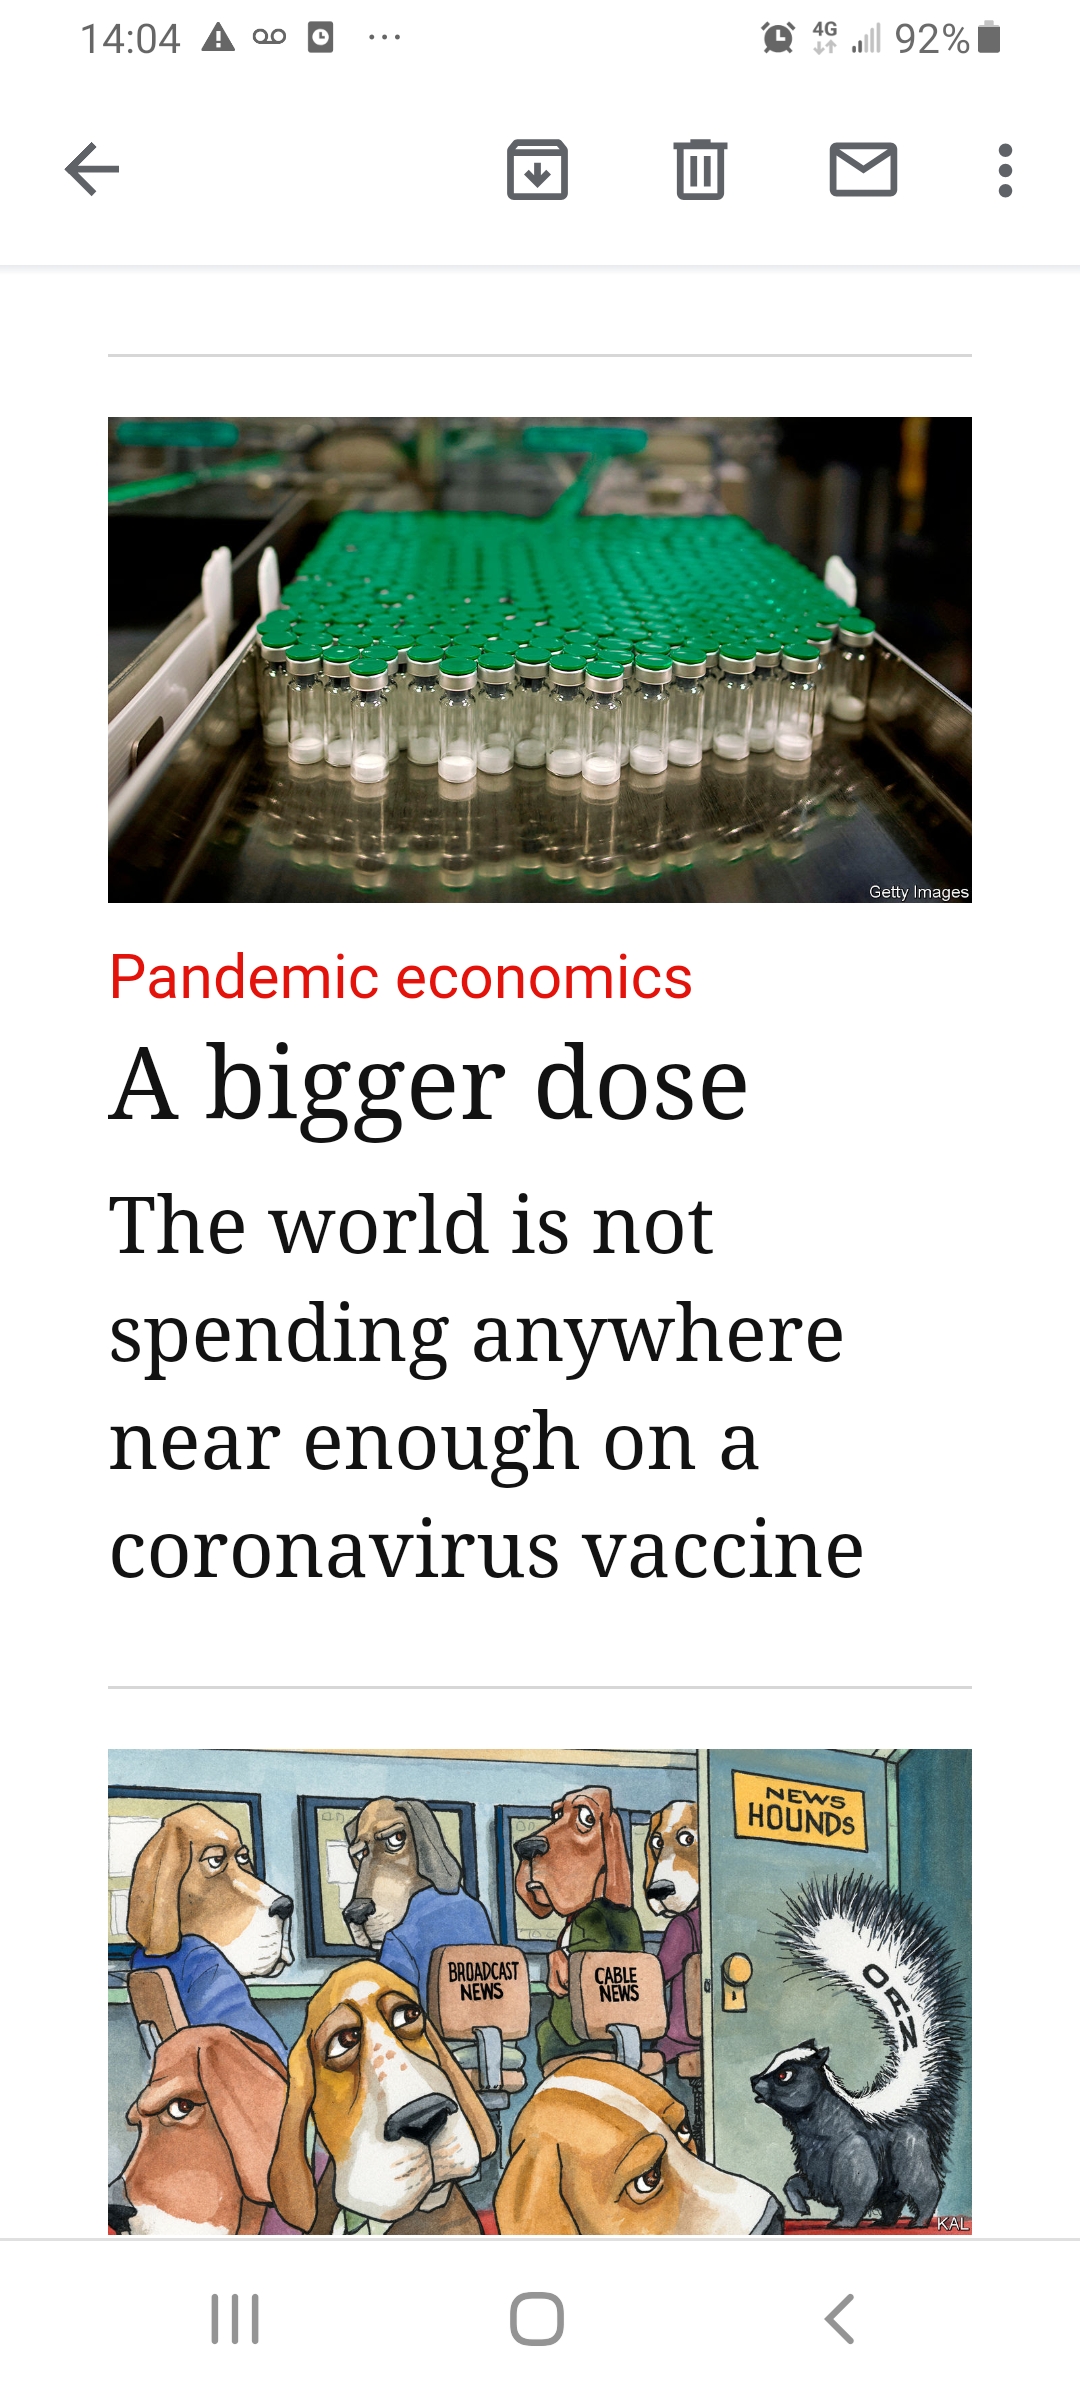 14:04
4G
92%
Getty Images
Pandemic economics
A bigger dose
The world is not
spending anywhere
near enough on a
coronavirus vaccine
NEWS
HOUNDS
BROADCAST
NEWS
CABLE
NEWS
OAN
KAL